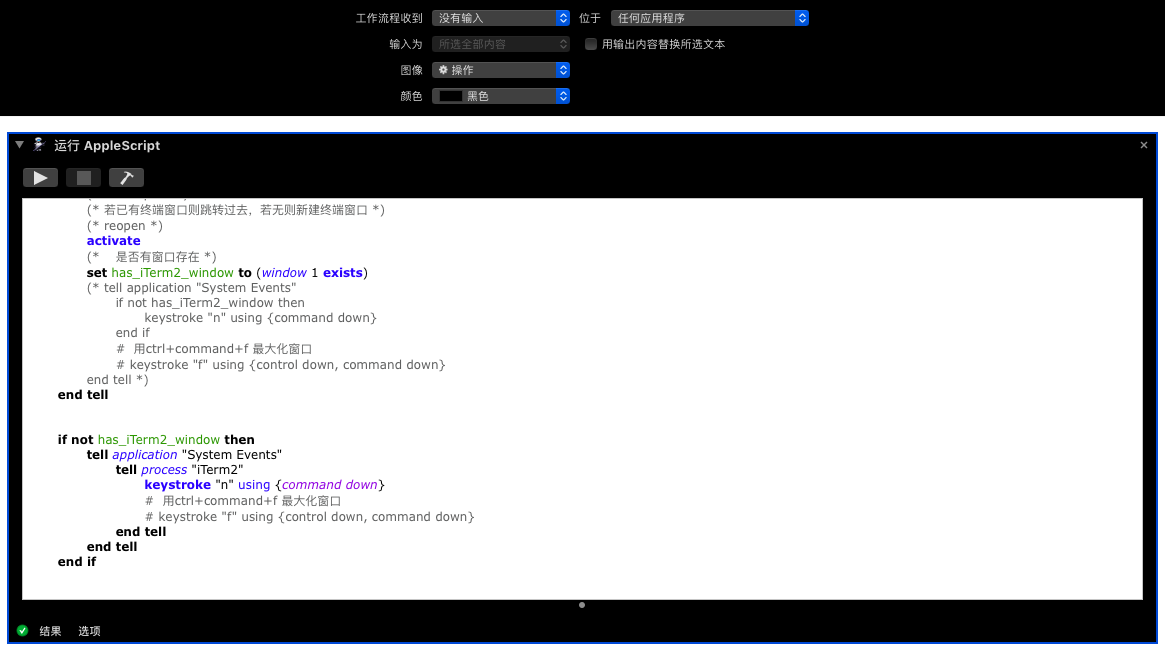 工作流程收到 没有输入 位于 任何应用程序
输入为 所选全部内容 用输出内容替换所选文本
图像 操作
颜色 黑色
运行 AppleScript
(* 若已有终端窗口则跳转过去，若无则新建终端窗口 *)
(* reopen *)
activate
(* 是否有窗口存在 *)
set has_iTerm2_window to (window 1 exists)
(* tell application "System Events"
if not has_iTerm2_window then
keystroke "n" using {command down}
end if
# 用ctrl+command+f 最大化窗口
# keystroke "f" using {control down, command down}
end tell *)
end tell
if not has_iTerm2_window then
tell application "System Events"
tell process "iTerm2"
keystroke "n" using {command down}
# 用ctrl+command+f 最大化窗口
# keystroke "f" using {control down, command down}
end tell
end tell
end if
结果 选项